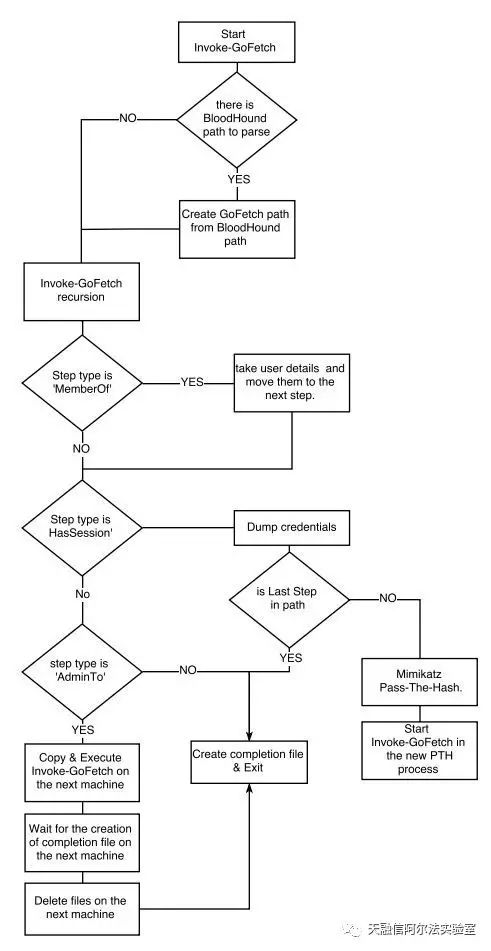 Start
Invoke-GoFetch
there is
BloodHound
path to parse
NO
YES
Create GoFetch path
from BloodHound
path
Invoke-GoFetch
recursion
Step type is
'MemberOf'
YES
take user details and
move them to the
next step.
NO
Step type is
HasSession'
Dump credentials
No
is Last Step
in path
NO
YES
step type is
'AdminTo'
NO
Mimikatz
Pass-The-Hash.
YES
Start
Invoke-GoFetch in
the new PTH
process
Copy & Execute
Invoke-GoFetch on
the next machine
Create completion file
& Exit
Wait for the creation
of completion file on
the next machine
Delete files on the
next machine
天融信阿尔法实验室